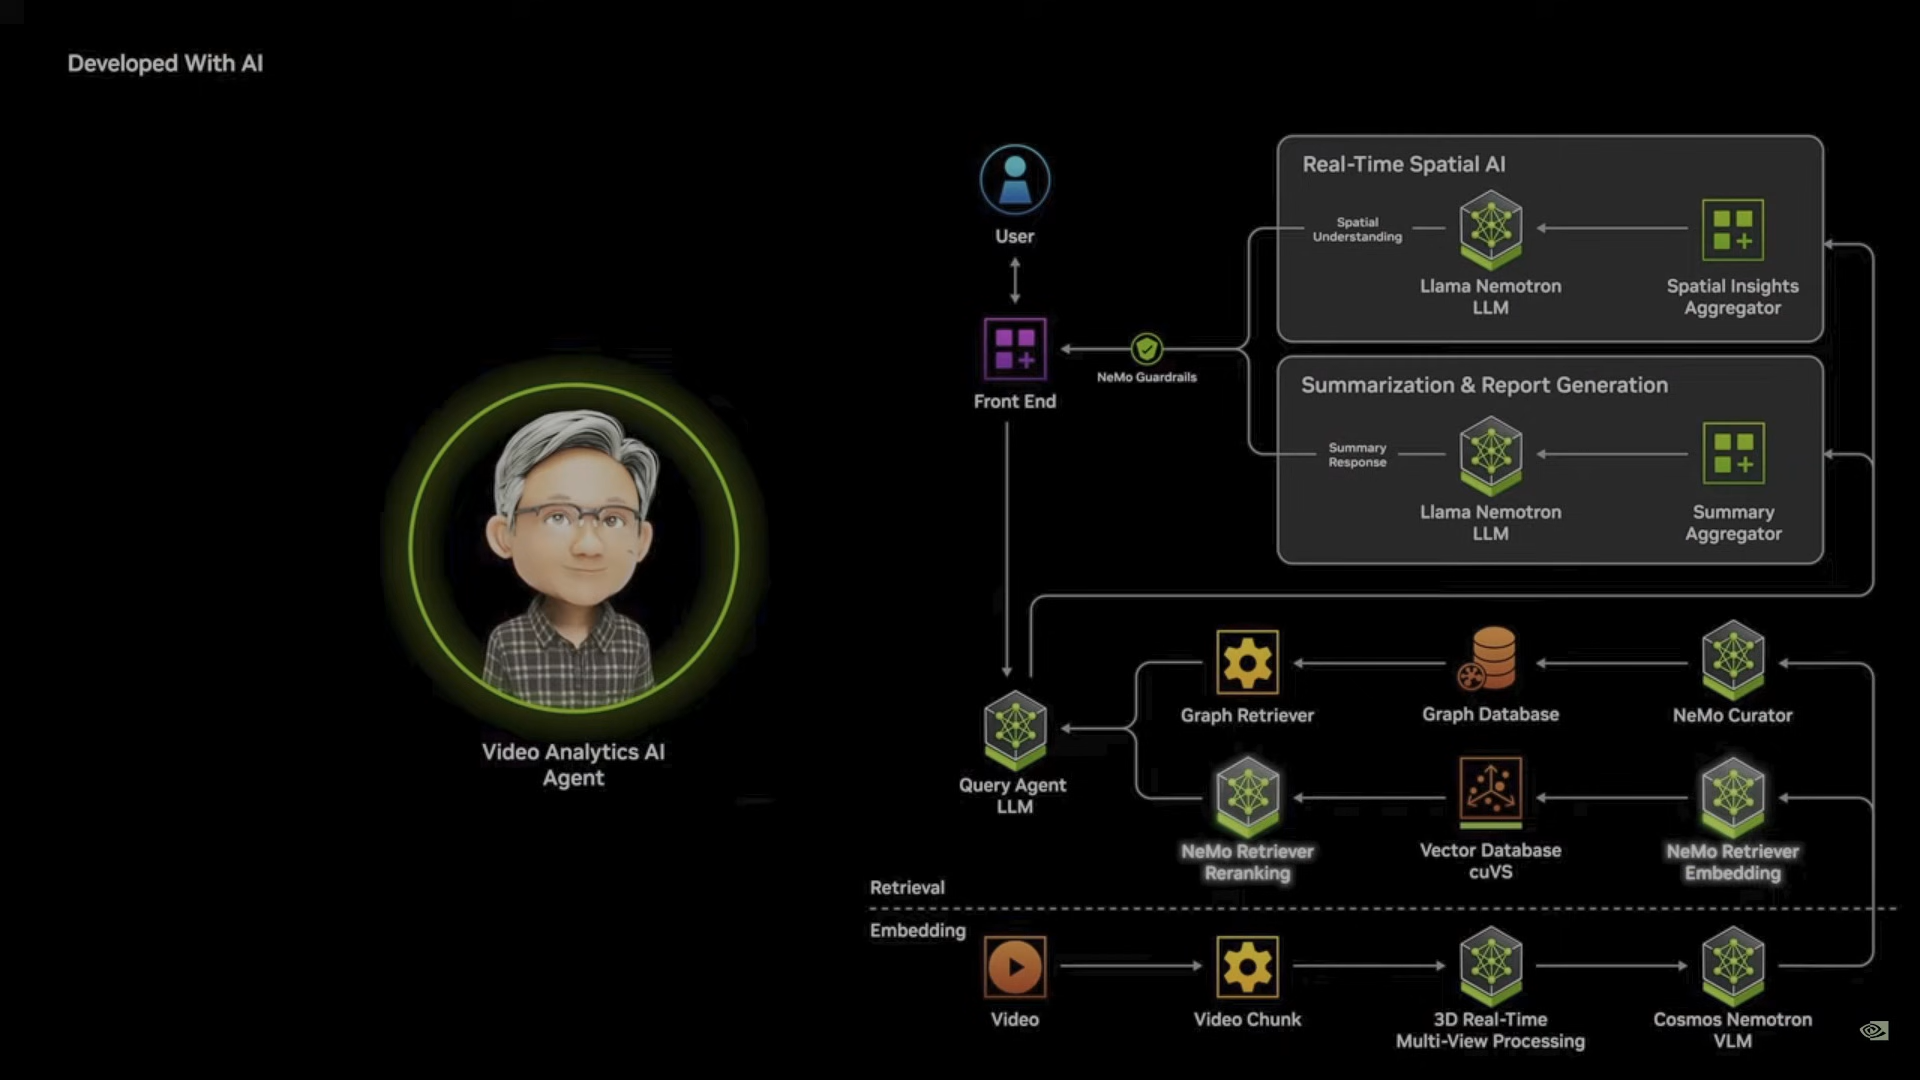 Developed With AI
User
Front End
NeMo Guardrails
Real-Time Spatial AI
Spatial
Understanding
Llama Nemotron
LLM
Spatial Insights
Aggregator
Summarization & Report Generation
Summary
Response
Llama Nemotron
LLM
Summary
Aggregator
Video Analytics AI
Agent
Query Agent
LLM
Graph Retriever
Graph Database
NeMo Curator
NeMo Retriever
Reranking
Vector Database
cuVS
NeMo Retriever
Embedding
Retrieval
Embedding
Video
Video Chunk
3D Real-Time
Multi-View Processing
Cosmos Nemotron
VLM